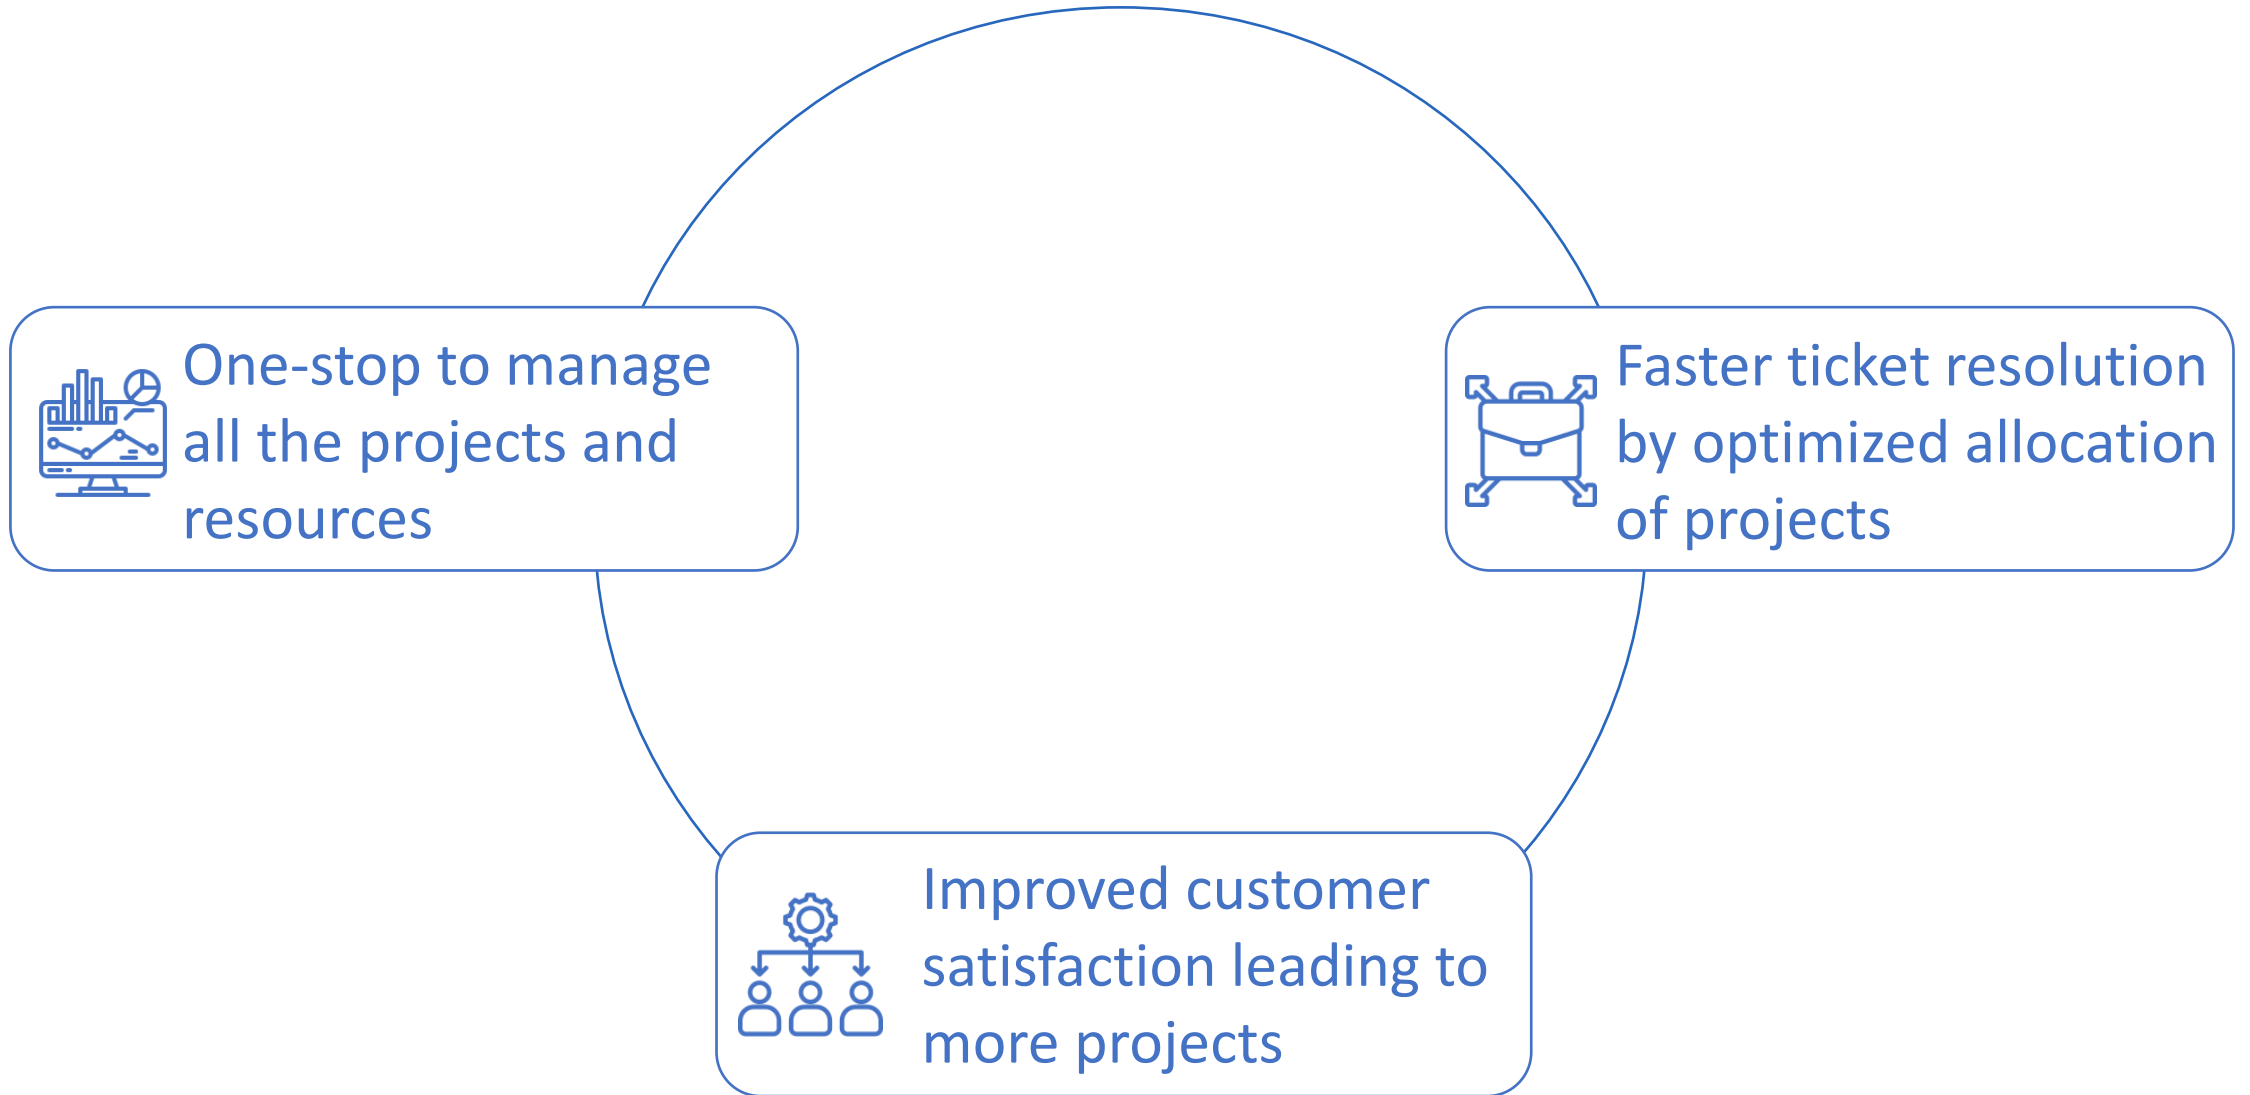 One-stop to manage
all the projects and
resources
Faster ticket resolution
by optimized allocation
of projects
Improved customer
satisfaction leading to
more projects